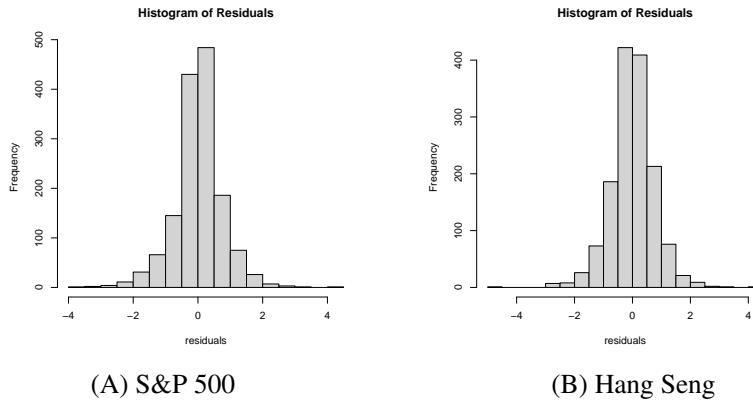 Histogram of Residuals
Frequency
0
100
200
300
400
500
−4
−2
0
2
4
residuals
(A) S&P 500
Histogram of Residuals
Frequency
0
100
200
300
400
−4
−2
0
2
4
residuals
(B) Hang Seng